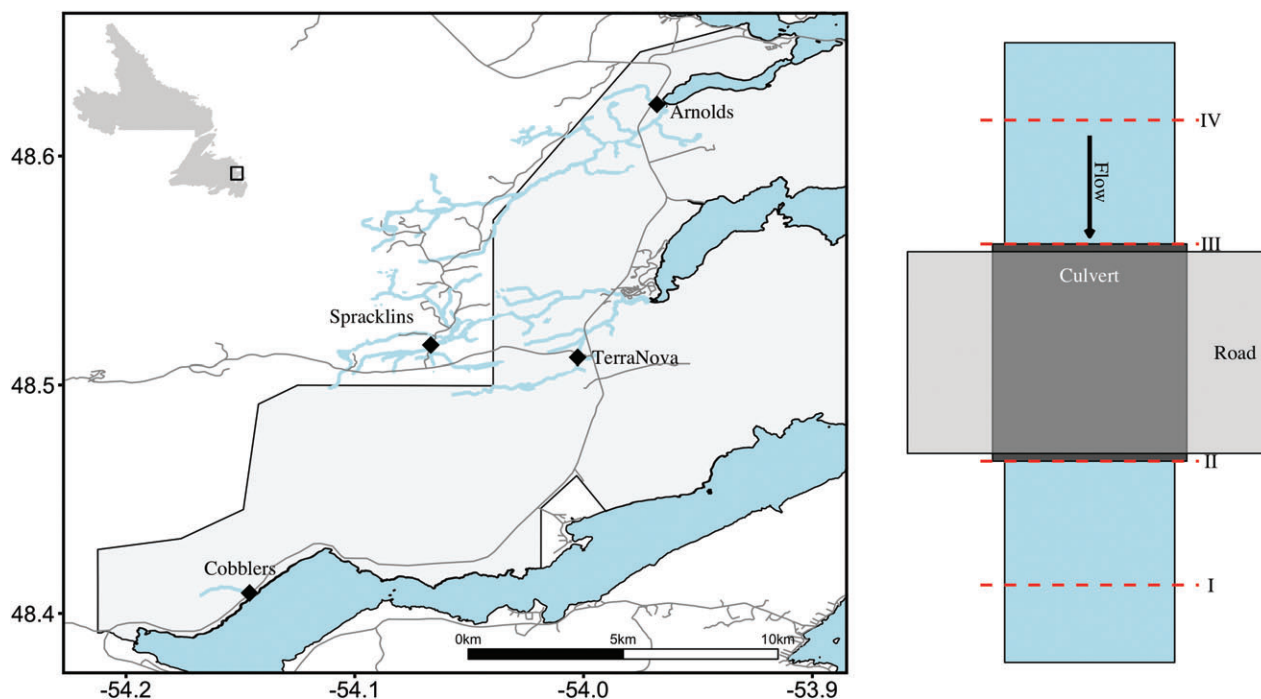 48.6
48.5
48.4
-54.2
-54.1
-54.0
-53.9
Arnolds
Spracklins
TerraNova
Cobblers
0km
5km
10km
IV
Flow
III
Culvert
Road
II
I